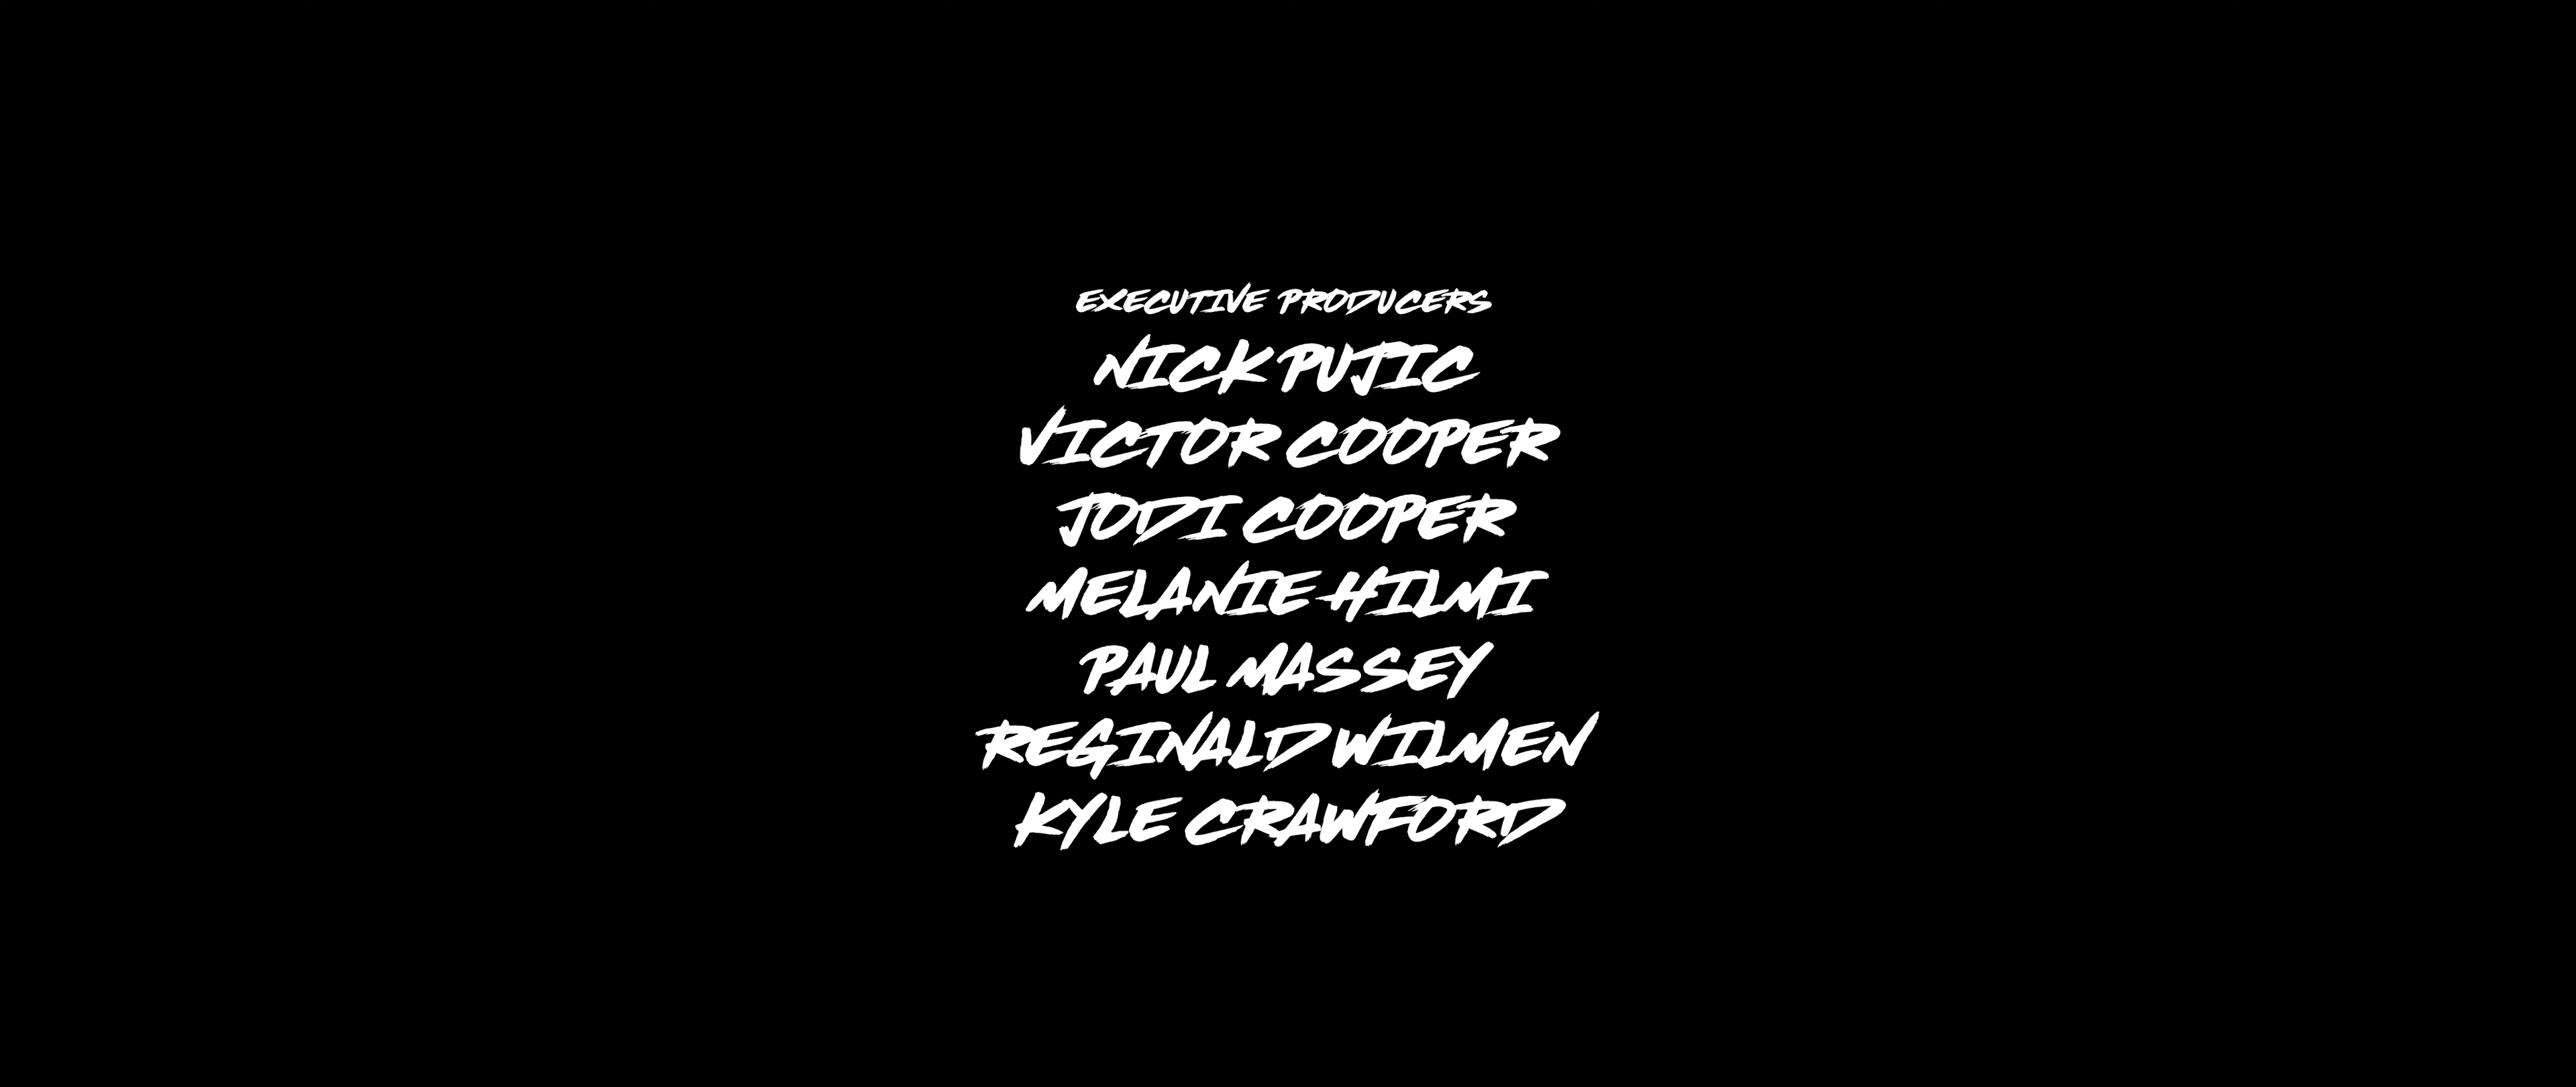 EXECUTIVE PRODUCERS
NICK PUJIC
VICTOR COOPER
JODI COOPER
MELANIE HILMI
PAUL MASSEY
REGINALD WILMEN
KYLE CRAWFORD